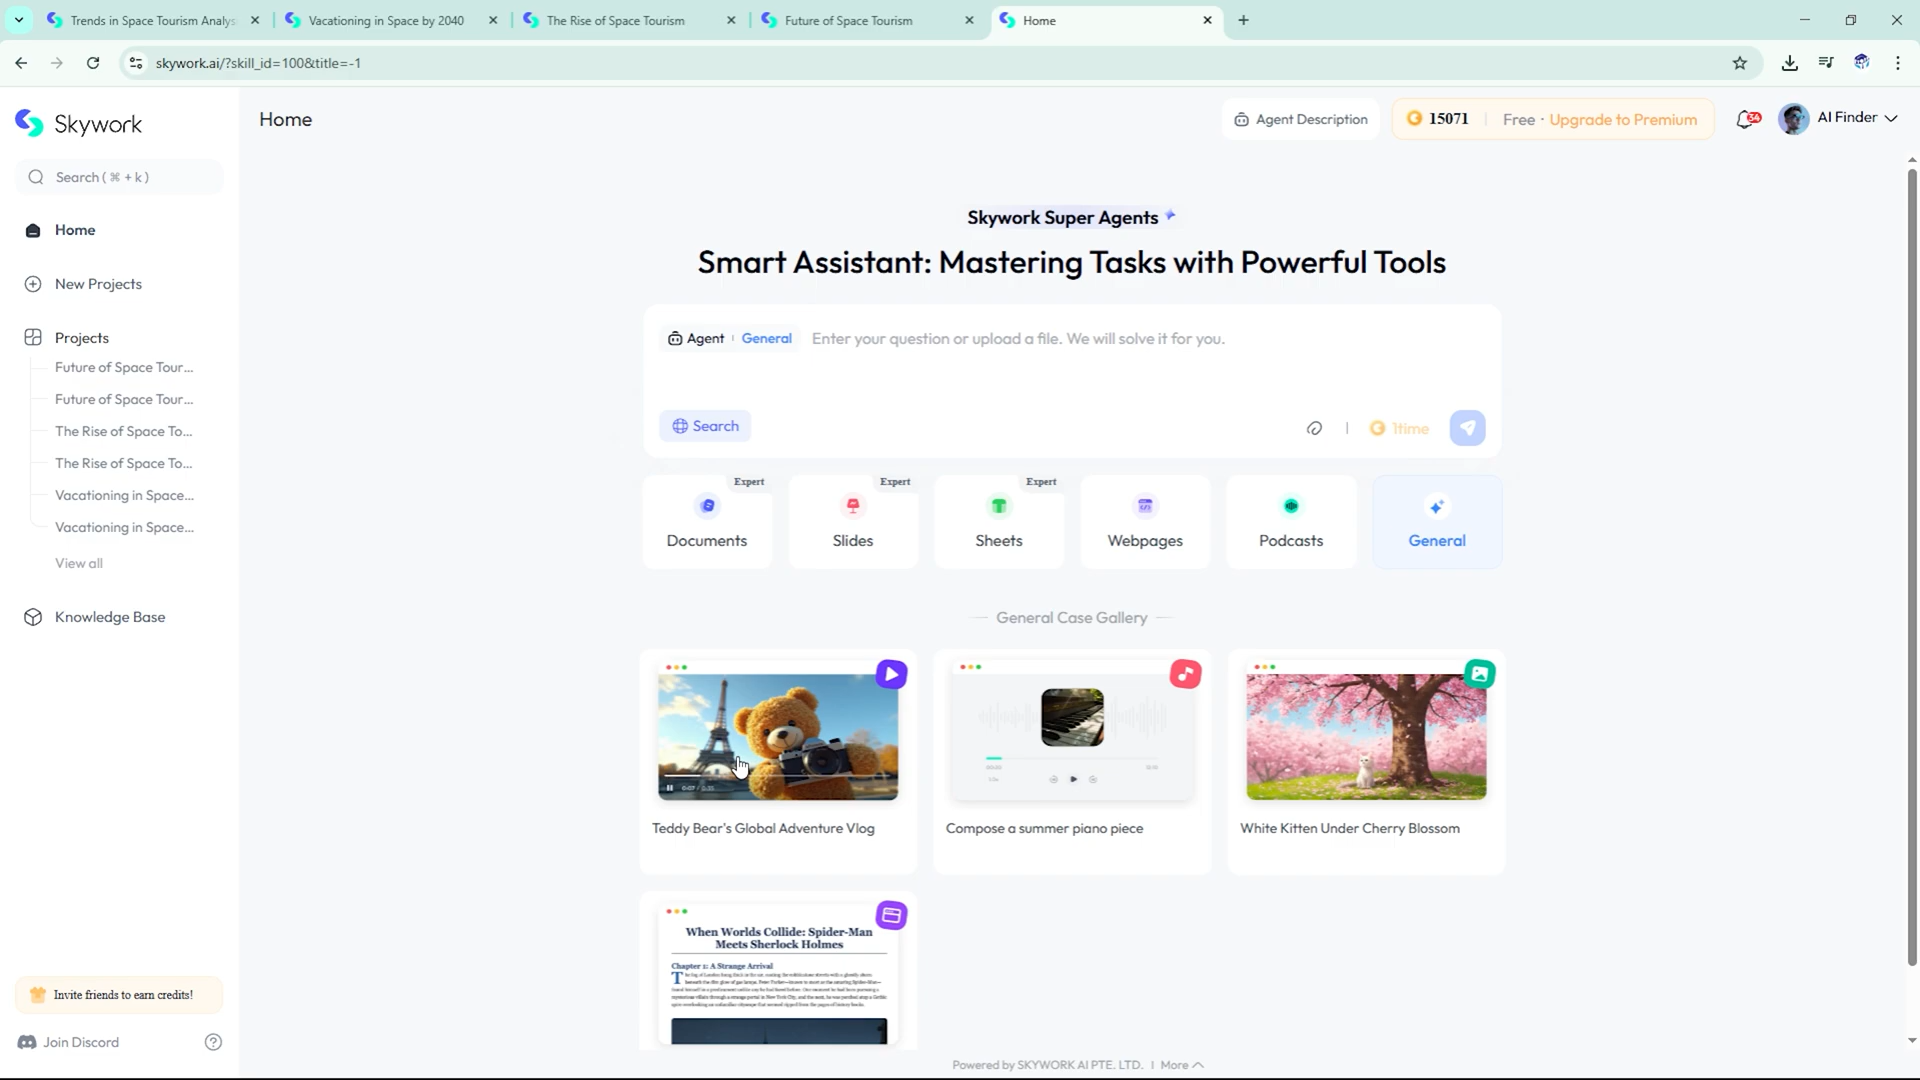 Trends in Space Tourism Analys
Vacationing in Space by 2040
The Rise of Space Tourism
Future of Space Tourism
Home
skywork.ai/?skill_id=100&title=-1
Skywork
Home
Agent Description
15071
Free · Upgrade to Premium
34
AI Finder
Search ( ⌘ + k )
Home
New Projects
Projects
Future of Space Tour...
Future of Space Tour...
The Rise of Space To...
The Rise of Space To...
Vacationing in Space...
Vacationing in Space...
View all
Knowledge Base
Invite friends to earn credits!
Join Discord
Skywork Super Agents
Smart Assistant: Mastering Tasks with Powerful Tools
Agent
General
Enter your question or upload a file. We will solve it for you.
Search
1time
Expert
Expert
Expert
Documents
Slides
Sheets
Webpages
Podcasts
General
General Case Gallery
Teddy Bear's Global Adventure Vlog
Compose a summer piano piece
White Kitten Under Cherry Blossom
When Worlds Collide: Spider-Man
Meets Sherlock Holmes
Chapter 1: A Strange Arrival
Powered by SKYWORK AI PTE. LTD. | More